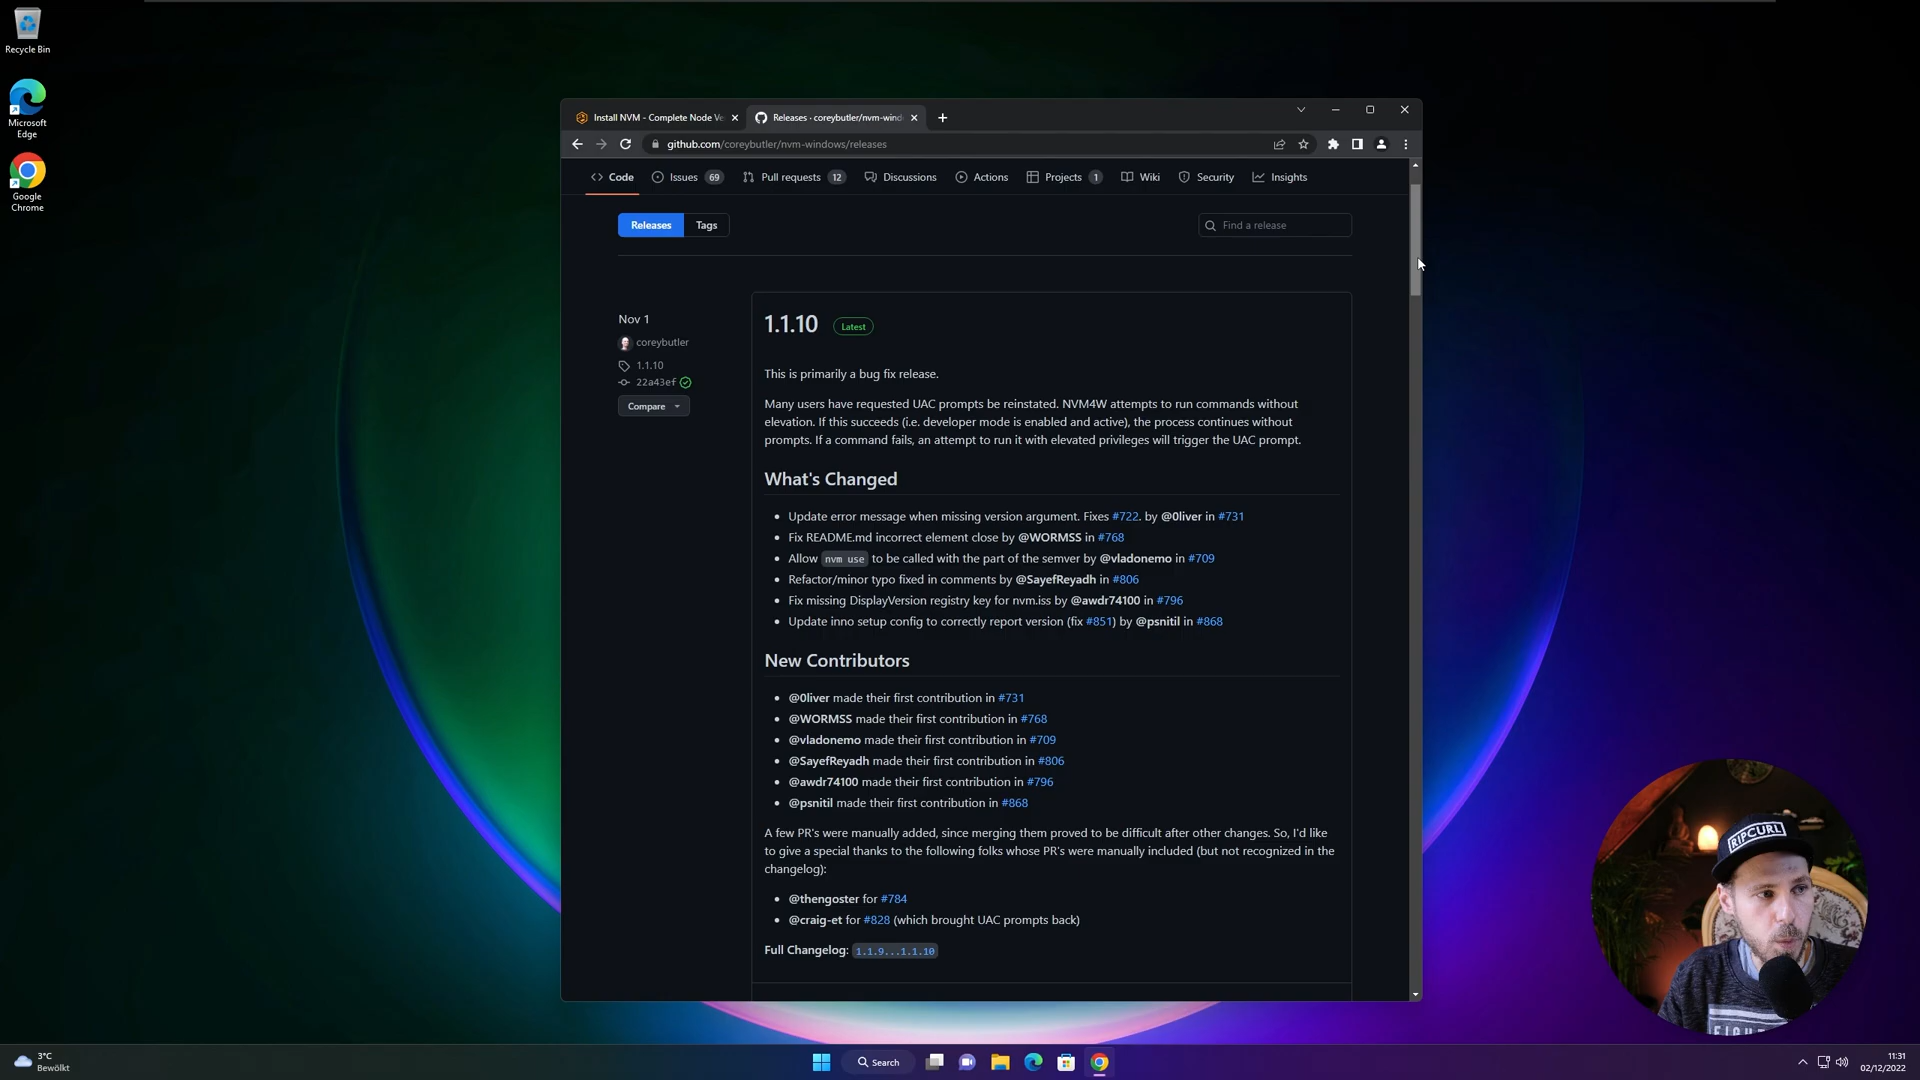 Recycle Bin
Microsoft
Edge
Google
Chrome
Install NVM - Complete Node Ve
Releases · coreybutler/nvm-wind
github.com/coreybutler/nvm-windows/releases
Code
Issues 69
Pull requests 12
Discussions
Actions
Projects 1
Wiki
Security
Insights
Releases
Tags
Find a release
Nov 1
coreybutler
1.1.10
22a43ef
Compare
1.1.10 Latest
This is primarily a bug fix release.
Many users have requested UAC prompts be reinstated. NVM4W attempts to run commands without
elevation. If this succeeds (i.e. developer mode is enabled and active), the process continues without
prompts. If a command fails, an attempt to run it with elevated privileges will trigger the UAC prompt.
What's Changed
• Update error message when missing version argument. Fixes #722. by @0liver in #731
• Fix README.md incorrect element close by @WORMSS in #768
• Allow nvm use to be called with the part of the semver by @vladonemo in #709
• Refactor/minor typo fixed in comments by @SayefReyadh in #806
• Fix missing DisplayVersion registry key for nvm.iss by @awdr74100 in #796
• Update inno setup config to correctly report version (fix #851) by @psnitil in #868
New Contributors
• @0liver made their first contribution in #731
• @WORMSS made their first contribution in #768
• @vladonemo made their first contribution in #709
• @SayefReyadh made their first contribution in #806
• @awdr74100 made their first contribution in #796
• @psnitil made their first contribution in #868
A few PR's were manually added, since merging them proved to be difficult after other changes. So, I'd like
to give a special thanks to the following folks whose PR's were manually included (but not recognized in the
changelog):
• @thengoster for #784
• @craig-et for #828 (which brought UAC prompts back)
Full Changelog: 1.1.9...1.1.10
RIPCURL
3°C
Bewölkt
Search
11:31
02/12/2022